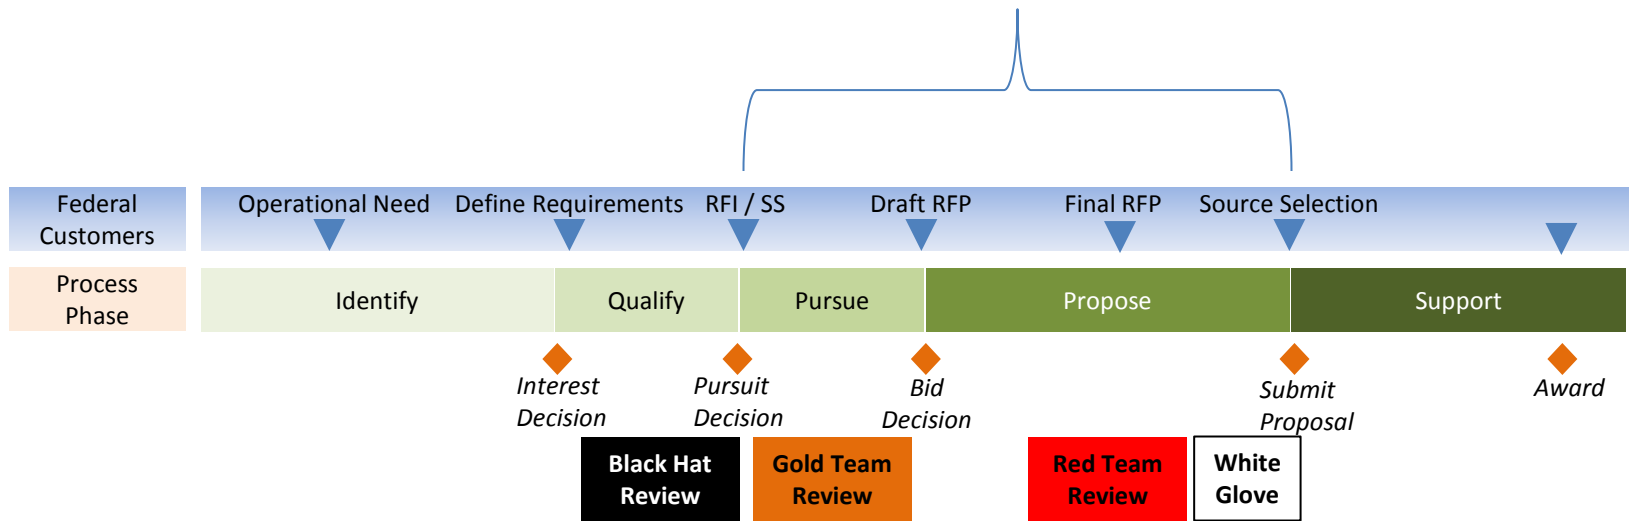 Federal
Customers
Operational Need
Define Requirements
RFI / SS
Draft RFP
Final RFP
Source Selection
Process
Phase
Identify
Qualify
Pursue
Propose
Support
Interest
Decision
Pursuit
Decision
Bid
Decision
Submit
Proposal
Award
Black Hat
Review
Gold Team
Review
Red Team
Review
White
Glove